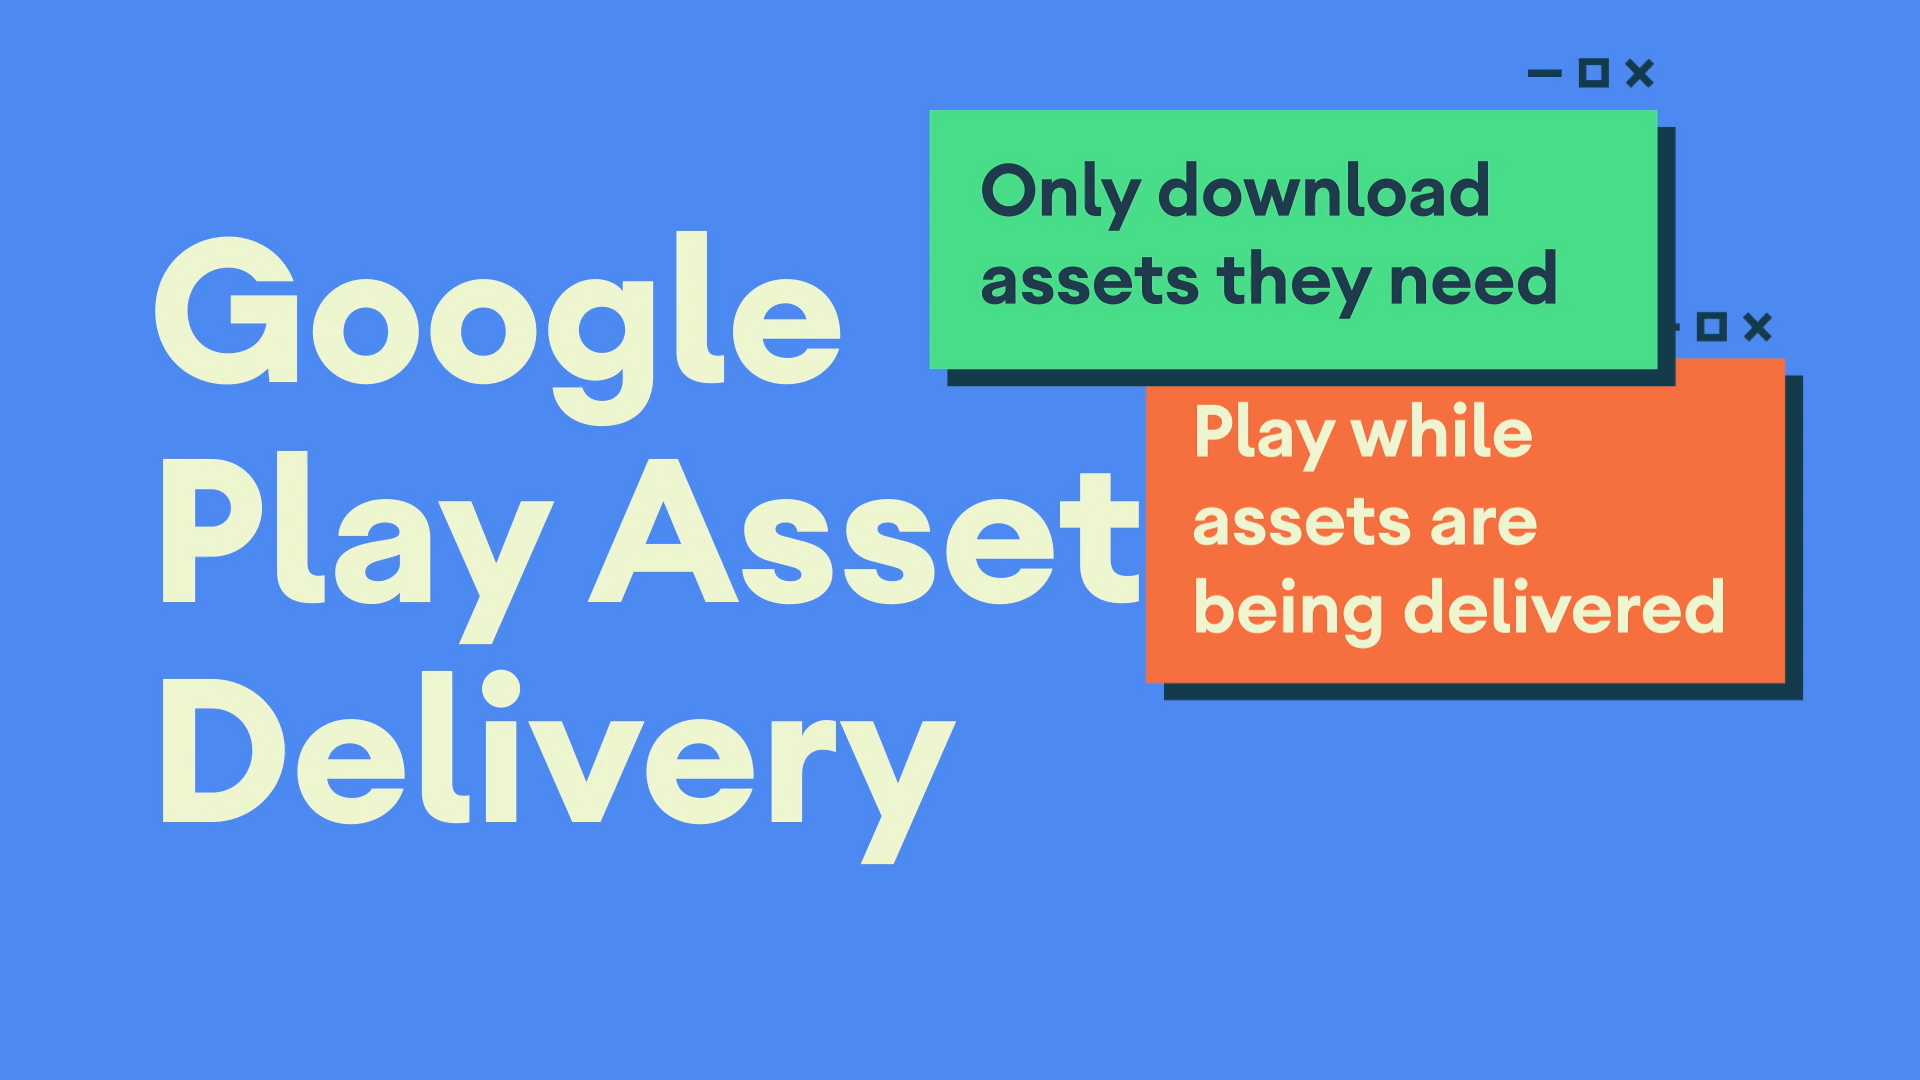 Google
Play Asset
Delivery
Only download
assets they need
Play while
assets are
being delivered